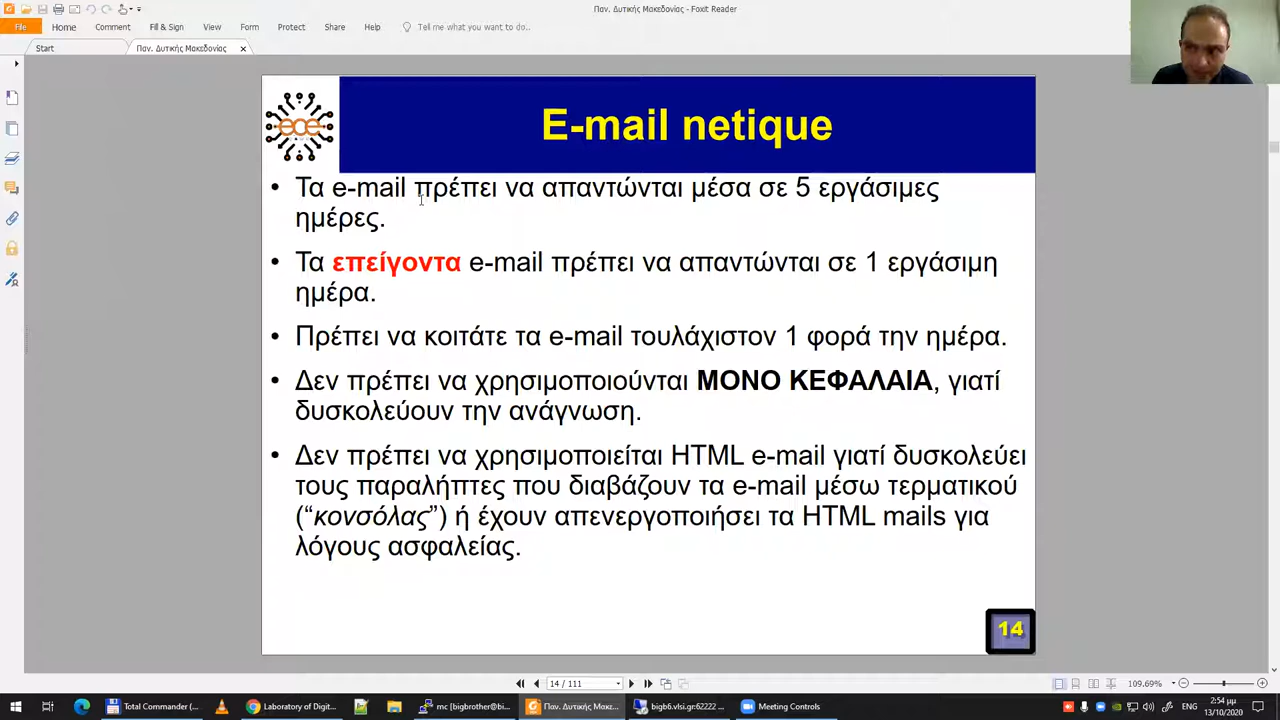 Παν. Δυτικής Μακεδονίας - Foxit Reader
File Home Comment Fill & Sign View Form Protect Share Help Tell me what you want to do..
Start Παν. Δυτικής Μακεδονίας
ece
E-mail netique
• Τα e-mail πρέπει να απαντώνται μέσα σε 5 εργάσιμες
ημέρες.
• Τα επείγοντα e-mail πρέπει να απαντώνται σε 1 εργάσιμη
ημέρα.
• Πρέπει να κοιτάτε τα e-mail τουλάχιστον 1 φορά την ημέρα.
• Δεν πρέπει να χρησιμοποιούνται ΜΟΝΟ ΚΕΦΑΛΑΙΑ, γιατί
δυσκολεύουν την ανάγνωση.
• Δεν πρέπει να χρησιμοποιείται HTML e-mail γιατί δυσκολεύει
τους παραλήπτες που διαβάζουν τα e-mail μέσω τερματικού
(“κονσόλας”) ή έχουν απενεργοποιήσει τα HTML mails για
λόγους ασφαλείας.
14
14 / 111
109.69%
Total Commander (... Laboratory of Digit... mc [bigbrother@bi... Παν. Δυτικής Μακε... bigb6.vlsi.gr:62222 ... Meeting Controls
2:54 μμ
13/10/2020